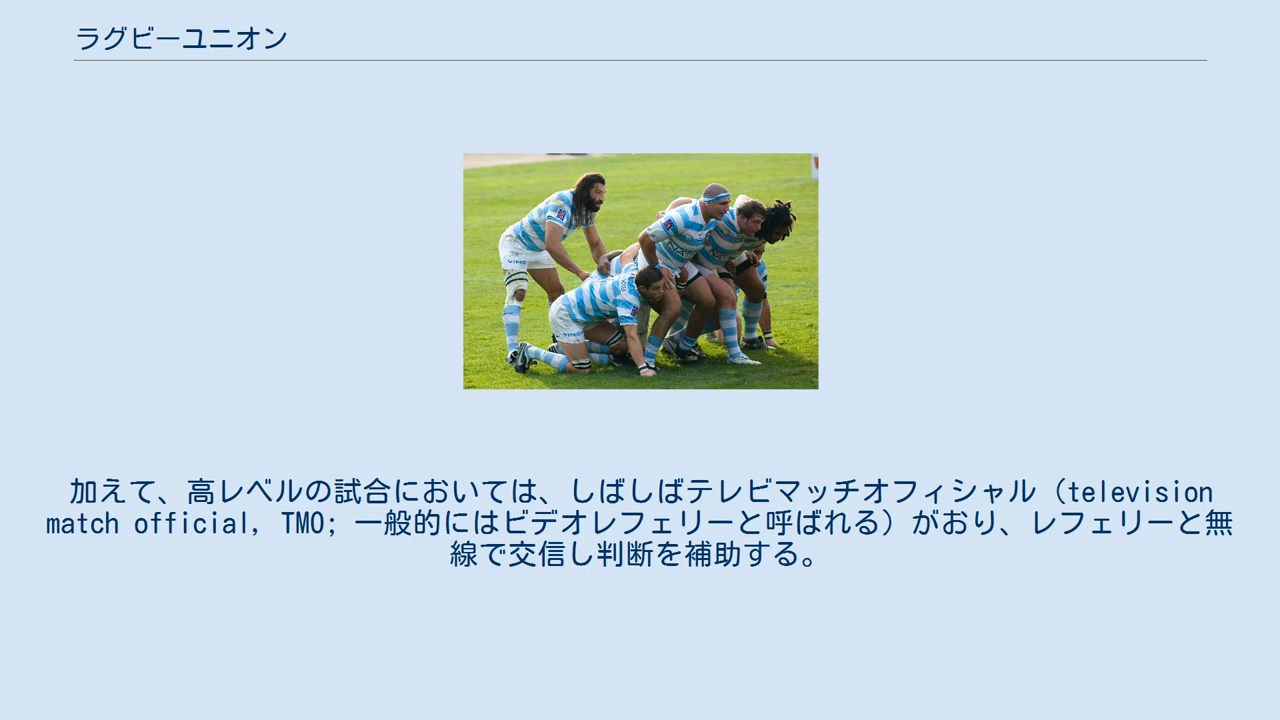 ラグビーユニオン
加えて、高レベルの試合においては、しばしばテレビマッチオフィシャル（television
match official, TMO; 一般的にはビデオレフェリーと呼ばれる）がおり、レフェリーと無
線で交信し判断を補助する。